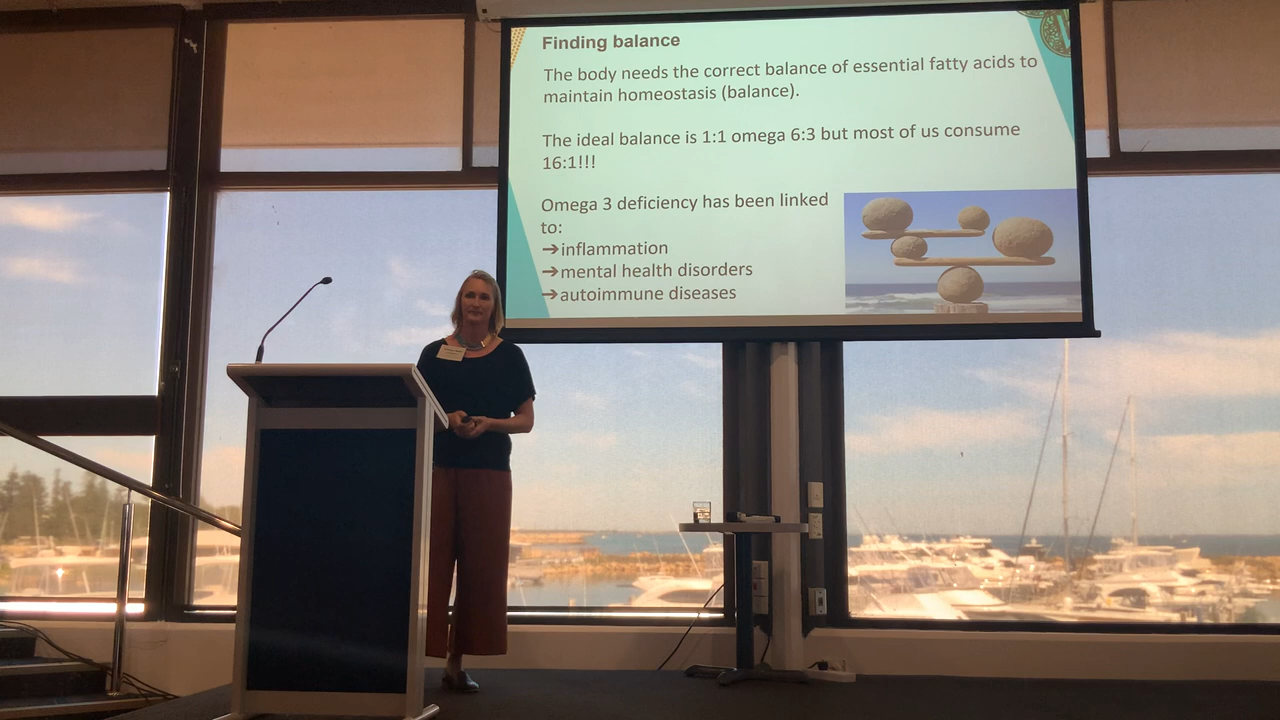 Finding balance
The body needs the correct balance of essential fatty acids to
maintain homeostasis (balance).
The ideal balance is 1:1 omega 6:3 but most of us consume
16:1!!!
Omega 3 deficiency has been linked
to:
➔inflammation
➔mental health disorders
➔autoimmune diseases